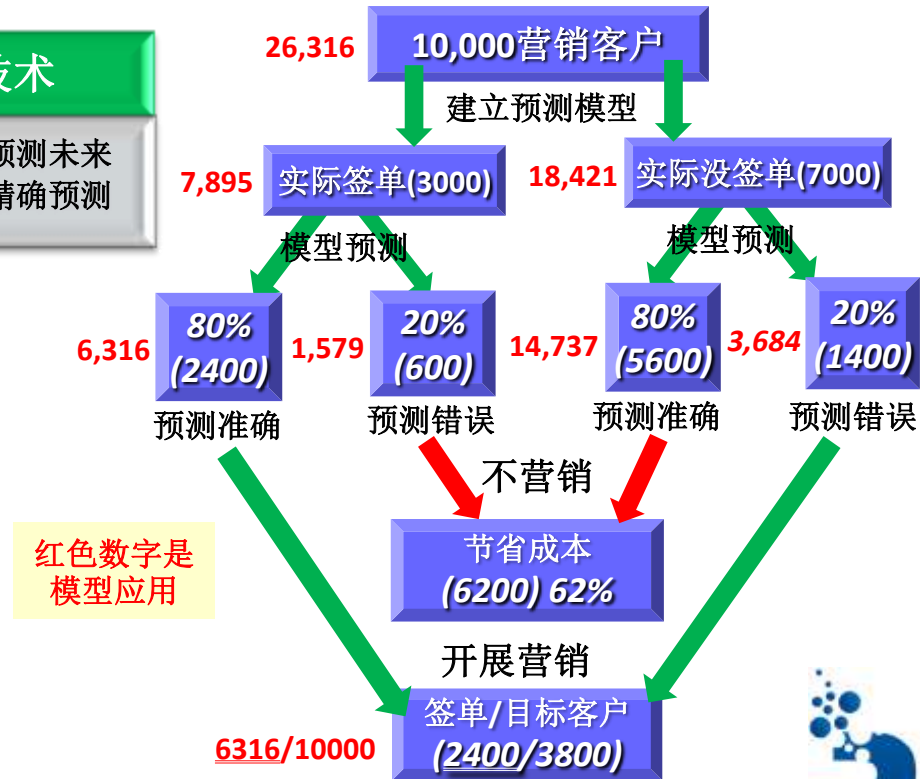 26,316
10,000营销客户
技术
建立预测模型
预测未来
精确预测
7,895
实际签单(3000)
18,421
实际没签单(7000)
模型预测
模型预测
6,316
80%
(2400)
1,579
20%
(600)
14,737
80%
(5600)
3,684
20%
(1400)
预测准确
预测错误
预测准确
预测错误
不营销
节省成本
(6200) 62%
红色数字是
模型应用
开展营销
签单/目标客户
(2400/3800)
6316/10000